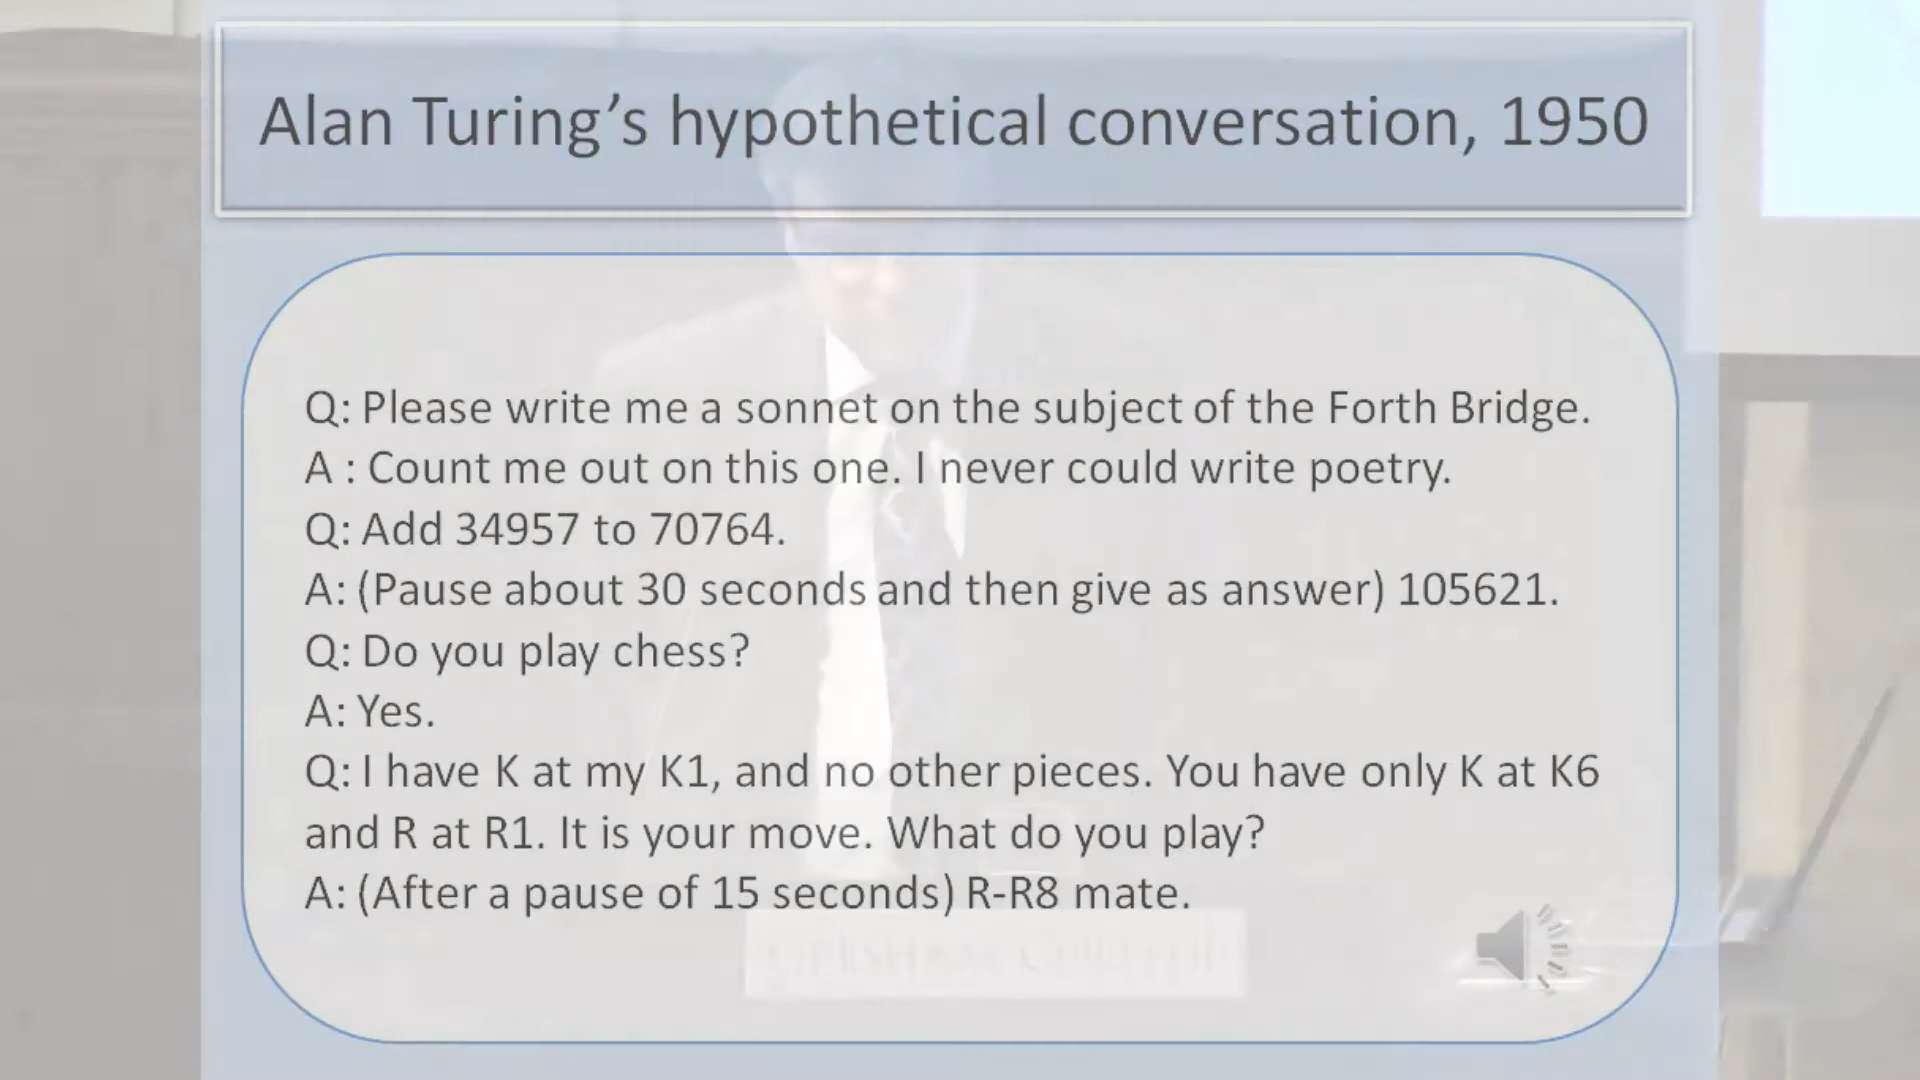 Alan Turing’s hypothetical conversation, 1950
Q: Please write me a sonnet on the subject of the Forth Bridge.
A : Count me out on this one. I never could write poetry.
Q: Add 34957 to 70764.
A: (Pause about 30 seconds and then give as answer) 105621.
Q: Do you play chess?
A: Yes.
Q: I have K at my K1, and no other pieces. You have only K at K6
and R at R1. It is your move. What do you play?
A: (After a pause of 15 seconds) R-R8 mate.
GRESHAM COLLEGE